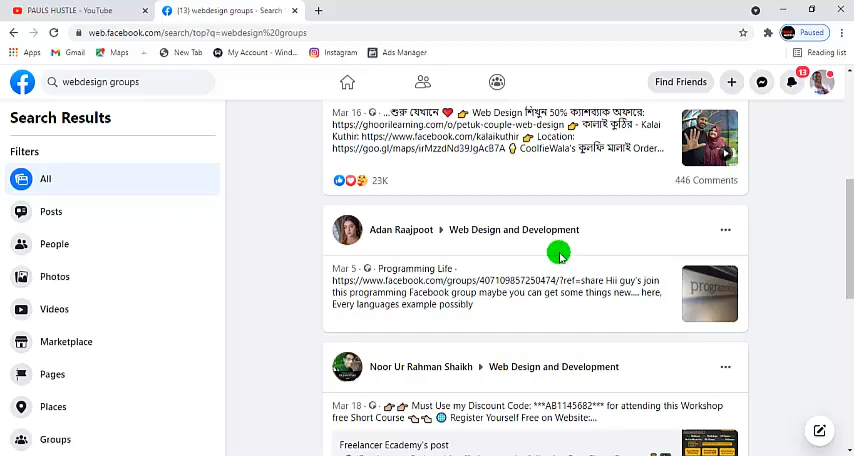 PAULS HUSTLE - YouTube
(13) webdesign groups - Search
web.facebook.com/search/top?q=webdesign%20groups
Paused
Apps
Gmail
Maps
New Tab
My Account - Wind...
Instagram
Ads Manager
Reading list
webdesign groups
Find Friends
13
Search Results
Filters
All
Posts
People
Photos
Videos
Marketplace
Pages
Places
Groups
Mar 16 · ...শুরু যেখানে ❤️ 👉 Web Design শিখুন 50% ক্যাশব্যাক অফারে:
https://ghoorilearning.com/o/petuk-couple-web-design 👉 কালাই কুঠির - Kalai
Kuthir: https://www.facebook.com/kalaikuthir 👉 Location:
https://goo.gl/maps/irMzzdNd39JgAcB7A CoolfieWala's কুলফি মালাই Order...
23K
446 Comments
Adan Raajpoot ▸ Web Design and Development
Mar 5 · Programming Life ·
https://www.facebook.com/groups/407109857250474/?ref=share Hii guy's join
this programming Facebook group maybe you can get some things new.... here,
Every languages example possibly
programm
Noor Ur Rahman Shaikh ▸ Web Design and Development
Mar 18 · 👉👉 Must Use my Discount Code: ***AB1145682*** for attending this Workshop
free Short Course 👈👈 🌐 Register Yourself Free on Website:...
Freelancer Ecademy's post